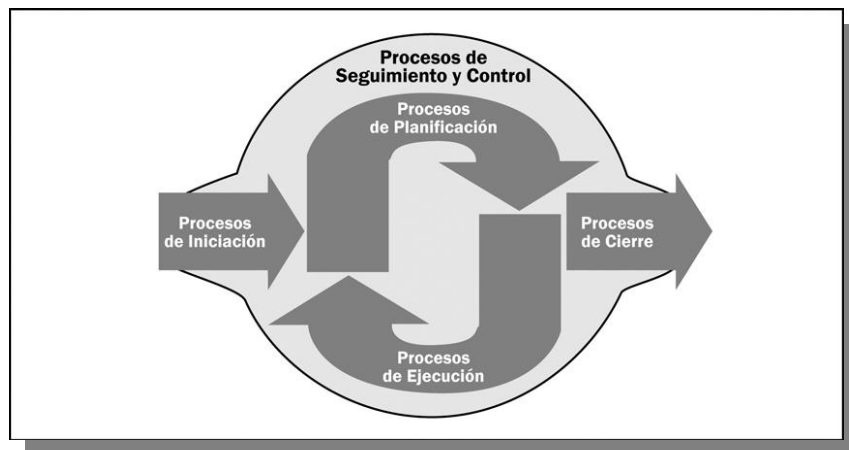 Procesos de
Seguimiento y Control
Procesos
de Planificación
Procesos
de Iniciación
Procesos
de Cierre
Procesos
de Ejecución